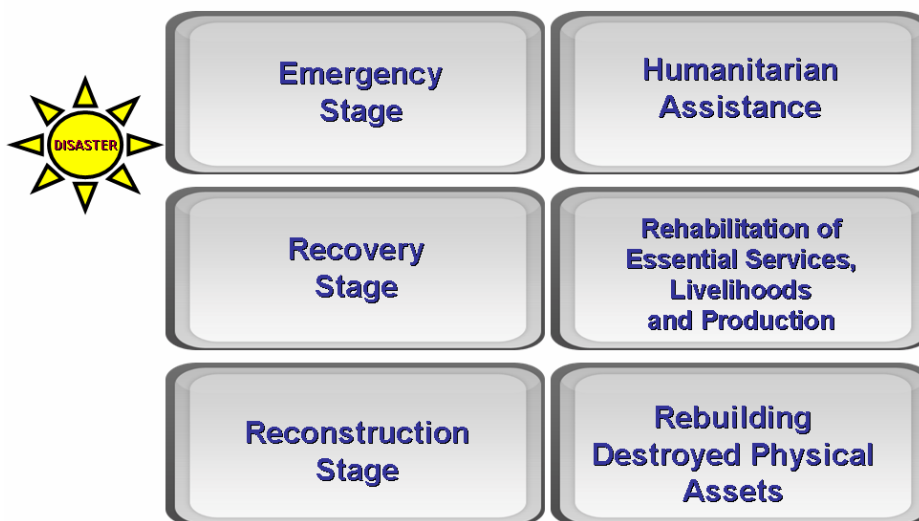 DISASTER
Emergency
Stage
Humanitarian
Assistance
Recovery
Stage
Rehabilitation of
Essential Services,
Livelihoods
and Production
Reconstruction
Stage
Rebuilding
Destroyed Physical
Assets